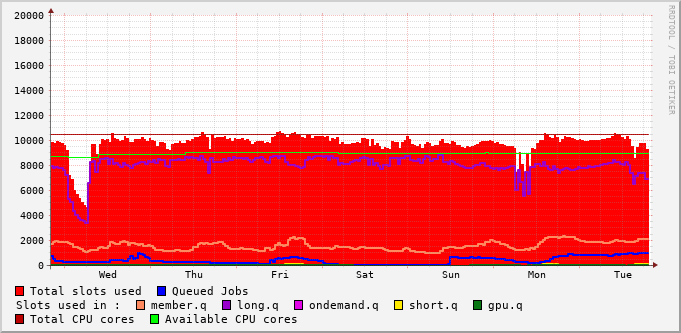 20000
18000
16000
14000
12000
10000
8000
6000
4000
2000
0
Wed Thu Fri Sat Sun Mon Tue
RRDTOOL / TOBI OETIKER
Total slots used Queued Jobs
Slots used in : member.q long.q ondemand.q short.q gpu.q
Total CPU cores Available CPU cores